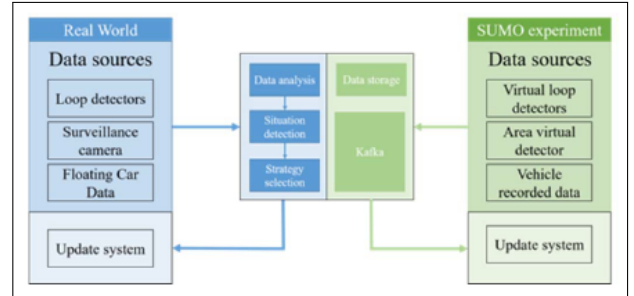 Real World
Data sources
Loop detectors
Surveillance
camera
Floating Car
Data
Update system
Data analysis
Situation
detection
Strategy
selection
Data storage
Kafka
SUMO experiment
Data sources
Virtual loop
detectors
Area virtual
detector
Vehicle
recorded data
Update system